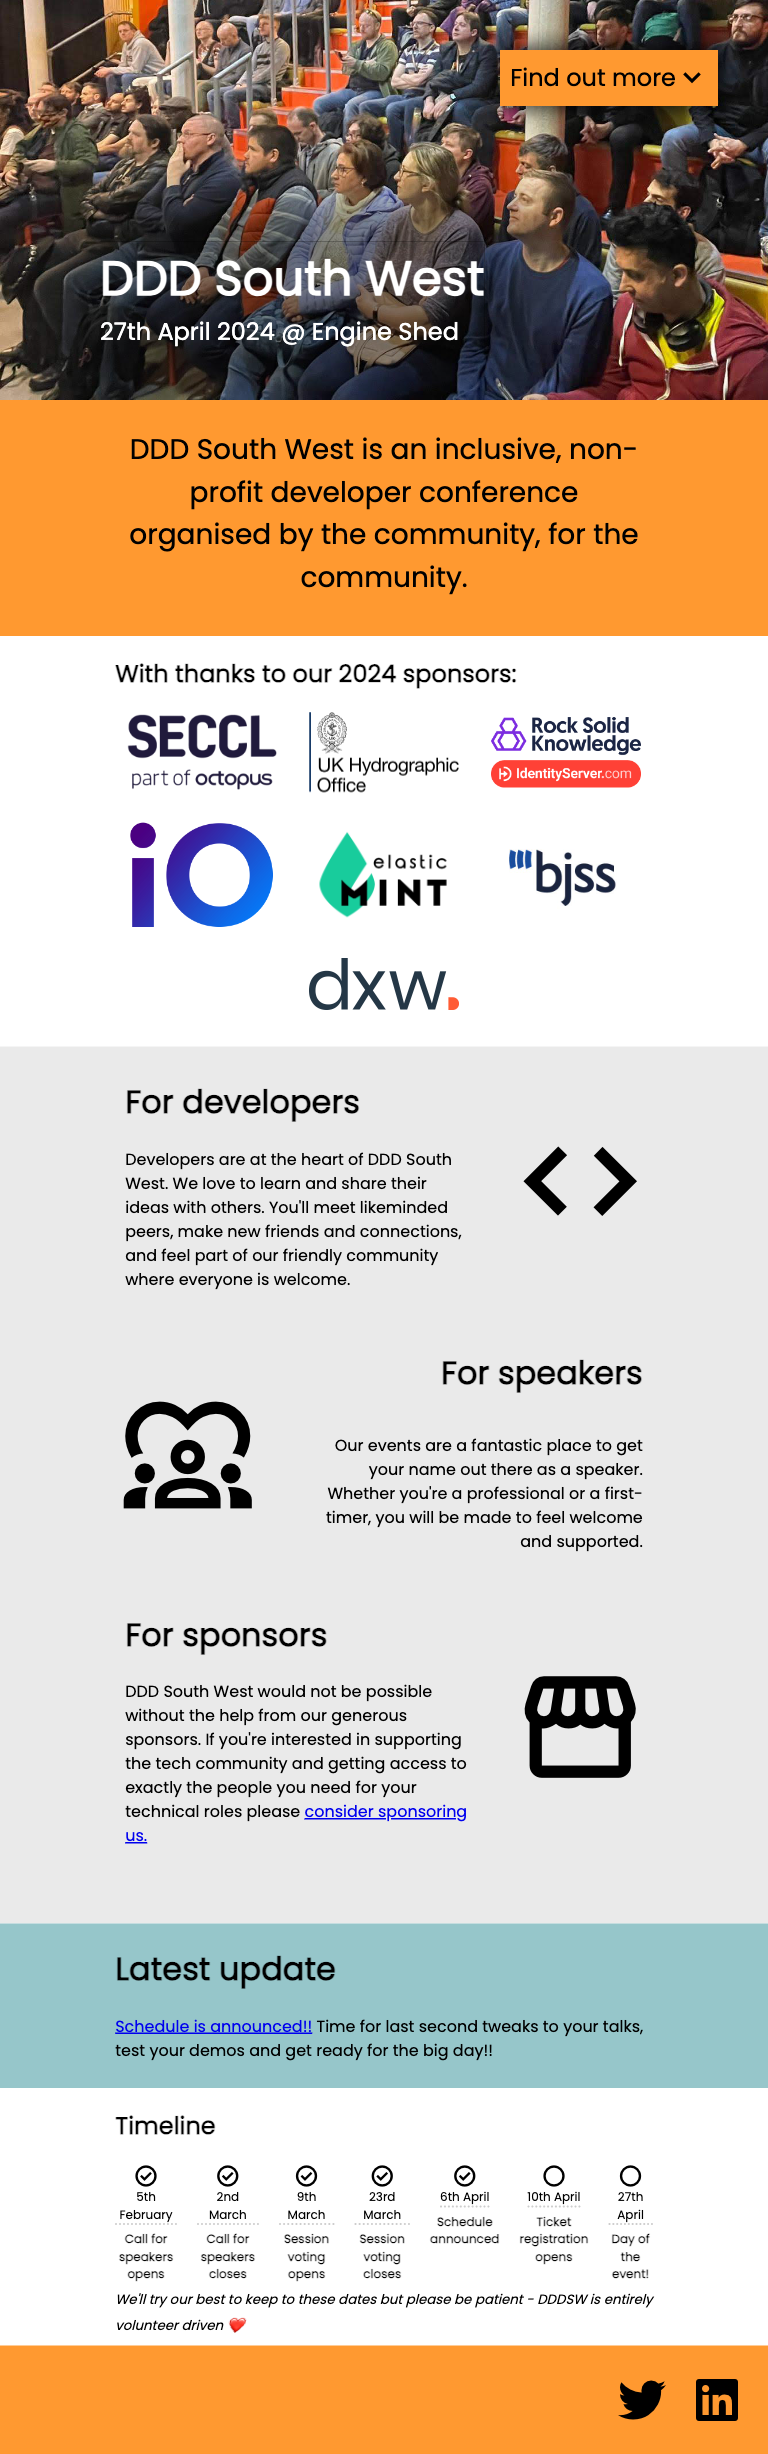 Find out more
DDD South West
27th April 2024 @ Engine Shed
DDD South West is an inclusive, non-
profit developer conference
organised by the community, for the
community.
With thanks to our 2024 sponsors:
SECCL
part of octopus
UK Hydrographic
Office
Rock Solid
Knowledge
IdentityServer.com
iO
elastic
MINT
bjss
dxw.
For developers
Developers are at the heart of DDD South
West. We love to learn and share their
ideas with others. You'll meet likeminded
peers, make new friends and connections,
and feel part of our friendly community
where everyone is welcome.
For speakers
Our events are a fantastic place to get
your name out there as a speaker.
Whether you're a professional or a first-
timer, you will be made to feel welcome
and supported.
For sponsors
DDD South West would not be possible
without the help from our generous
sponsors. If you're interested in supporting
the tech community and getting access to
exactly the people you need for your
technical roles please consider sponsoring
us.
Latest update
Schedule is announced!! Time for last second tweaks to your talks,
test your demos and get ready for the big day!!
Timeline
5th
February
Call for
speakers
opens
2nd
March
Call for
speakers
closes
9th
March
Session
voting
opens
23rd
March
Session
voting
closes
6th April
Schedule
announced
10th April
Ticket
registration
opens
27th
April
Day of
the
event!
We'll try our best to keep to these dates but please be patient - DDDSW is entirely
volunteer driven ❤️
in